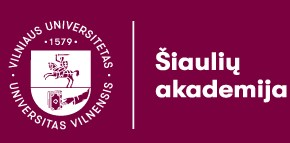 VILNIAUS UNIVERSITETAS
• 1579 •
UNIVERSITAS VILNENSIS
Šiaulių
akademija